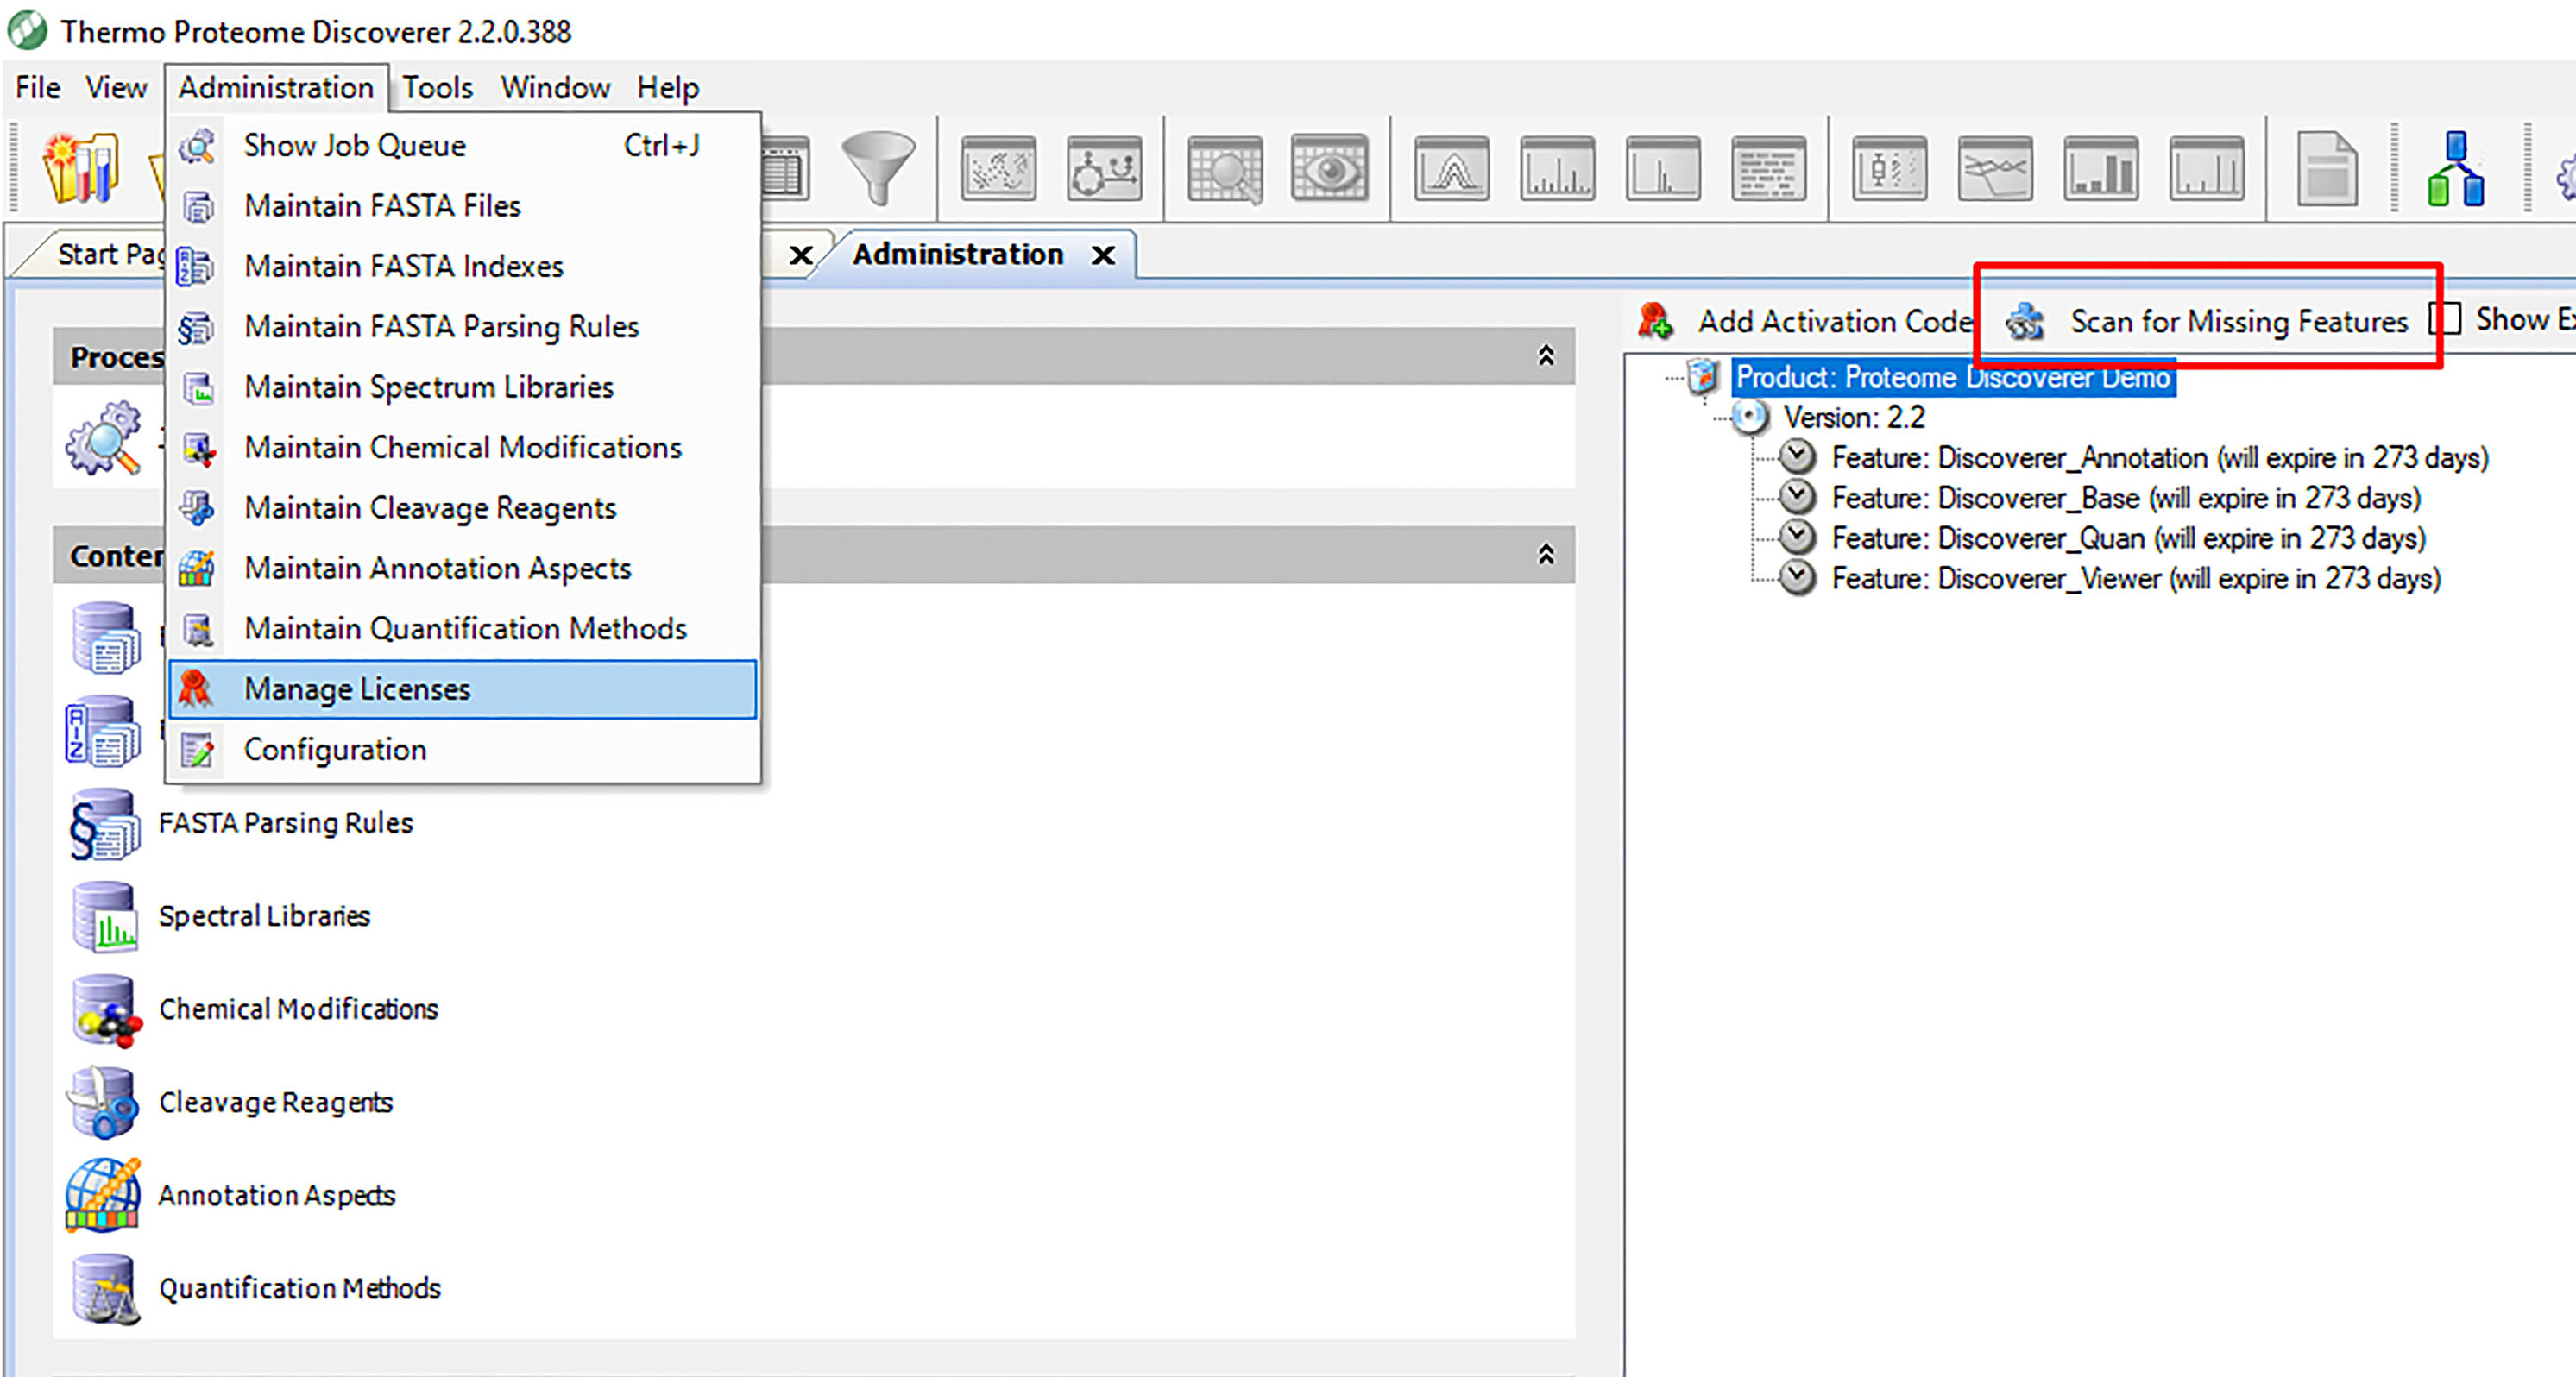 Thermo Proteome Discoverer 2.2.0.388
File View Administration Tools Window Help
Show Job Queue Ctrl+J
Maintain FASTA Files
Maintain FASTA Indexes
Maintain FASTA Parsing Rules
Maintain Spectrum Libraries
Maintain Chemical Modifications
Maintain Cleavage Reagents
Maintain Annotation Aspects
Maintain Quantification Methods
Manage Licenses
Configuration
Start Pag
Administration
Proces
Conter
FASTA Parsing Rules
Spectral Libraries
Chemical Modifications
Cleavage Reagents
Annotation Aspects
Quantification Methods
Add Activation Code Scan for Missing Features Show Ex
Product: Proteome Discoverer Demo
Version: 2.2
Feature: Discoverer_Annotation (will expire in 273 days)
Feature: Discoverer_Base (will expire in 273 days)
Feature: Discoverer_Quan (will expire in 273 days)
Feature: Discoverer_Viewer (will expire in 273 days)